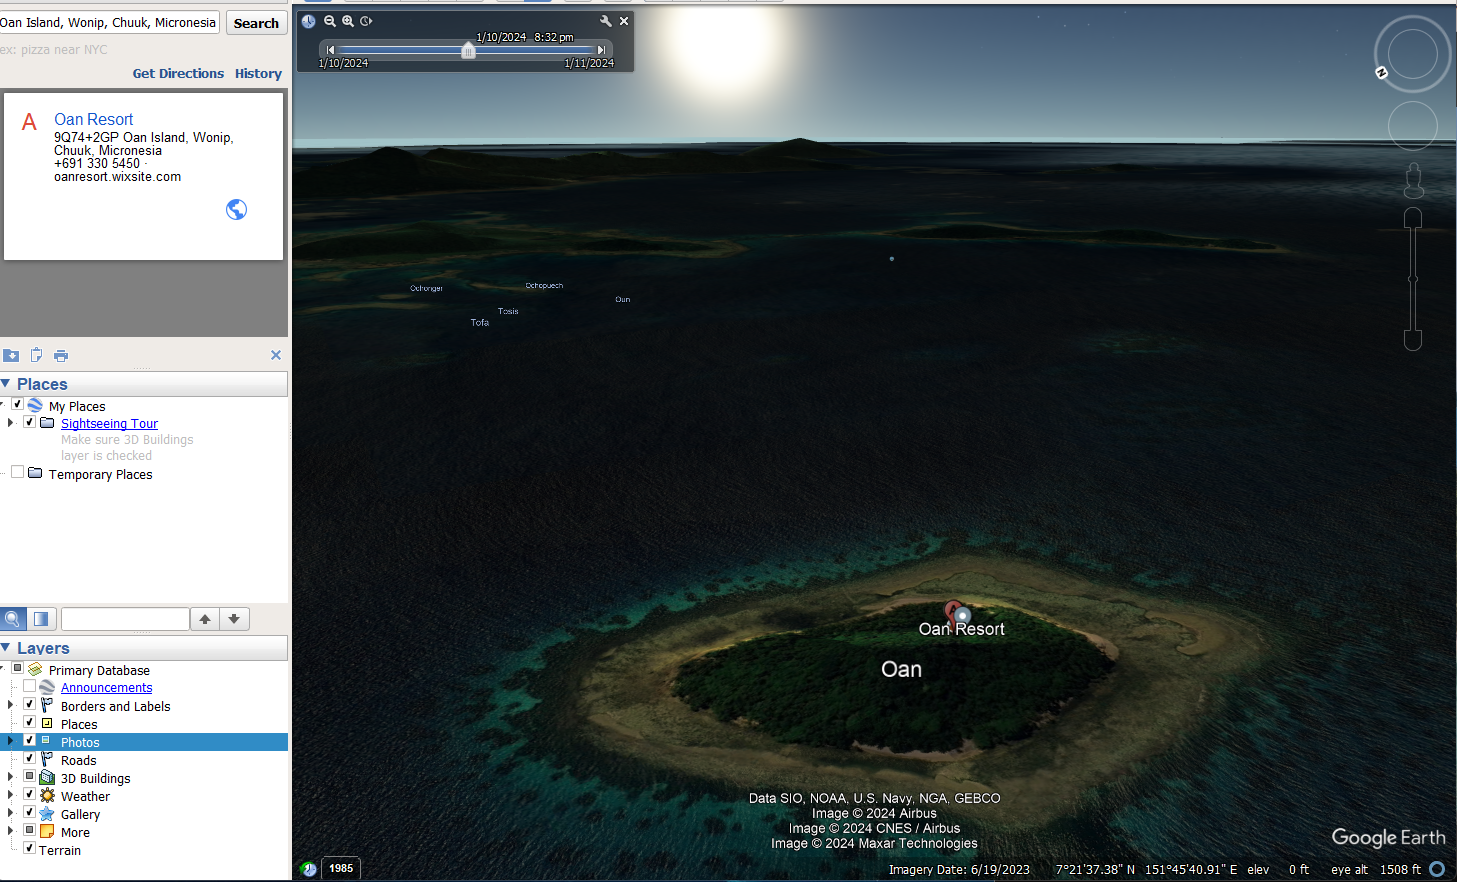 Oan Island, Wonip, Chuuk, Micronesia
Search
ex: pizza near NYC
Get Directions History
A
Oan Resort
9Q74+2GP Oan Island, Wonip,
Chuuk, Micronesia
+691 330 5450 ·
oanresort.wixsite.com
Places
My Places
Sightseeing Tour
Make sure 3D Buildings
layer is checked
Temporary Places
Layers
Primary Database
Announcements
Borders and Labels
Places
Photos
Roads
3D Buildings
Weather
Gallery
More
Terrain
1/10/2024 8:32 pm
1/10/2024 1/11/2024
N
Ochonger
Ochopuech
Oun
Tosis
Tofa
Oan Resort
Oan
Data SIO, NOAA, U.S. Navy, NGA, GEBCO
Image © 2024 Airbus
Image © 2024 CNES / Airbus
Image © 2024 Maxar Technologies
Google Earth
1985
Imagery Date: 6/19/2023 7°21'37.38" N 151°45'40.91" E elev 0 ft eye alt 1508 ft